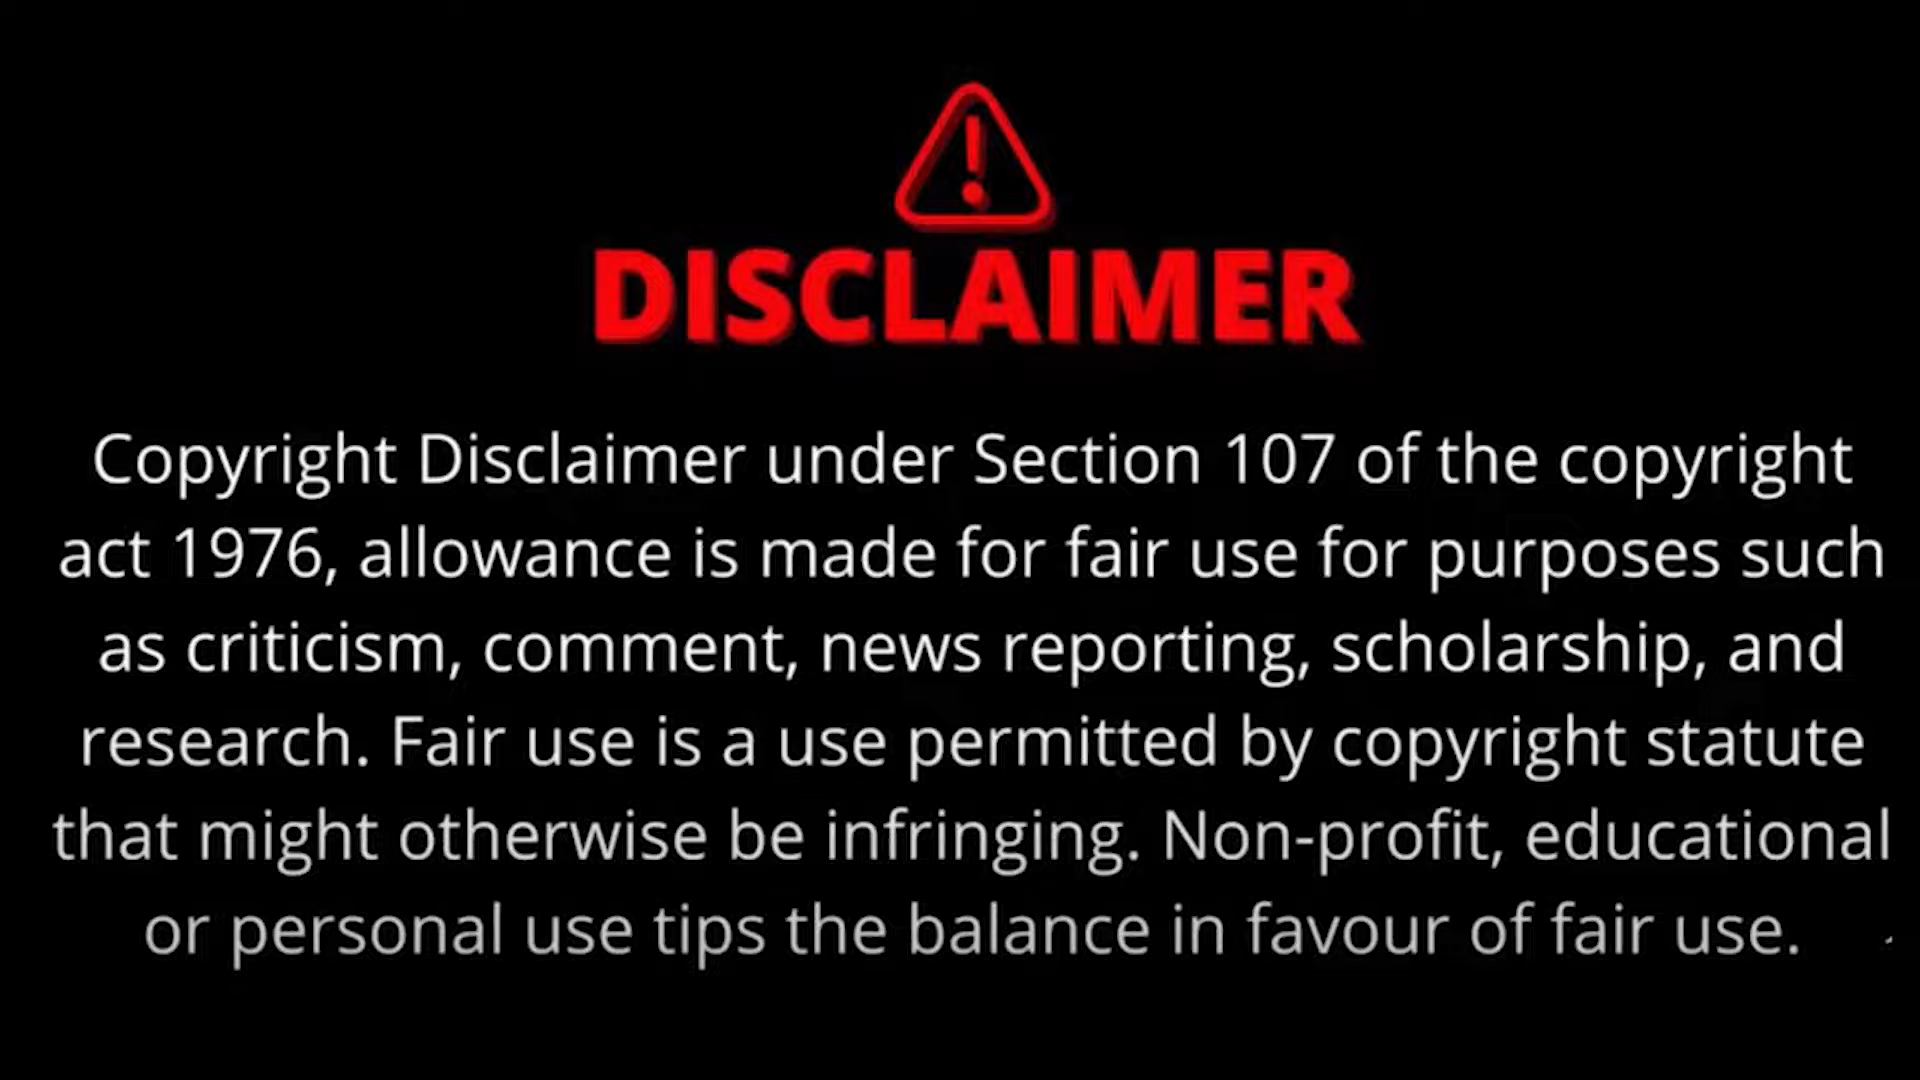 DISCLAIMER
Copyright Disclaimer under Section 107 of the copyright
act 1976, allowance is made for fair use for purposes such
as criticism, comment, news reporting, scholarship, and
research. Fair use is a use permitted by copyright statute
that might otherwise be infringing. Non-profit, educational
or personal use tips the balance in favour of fair use.